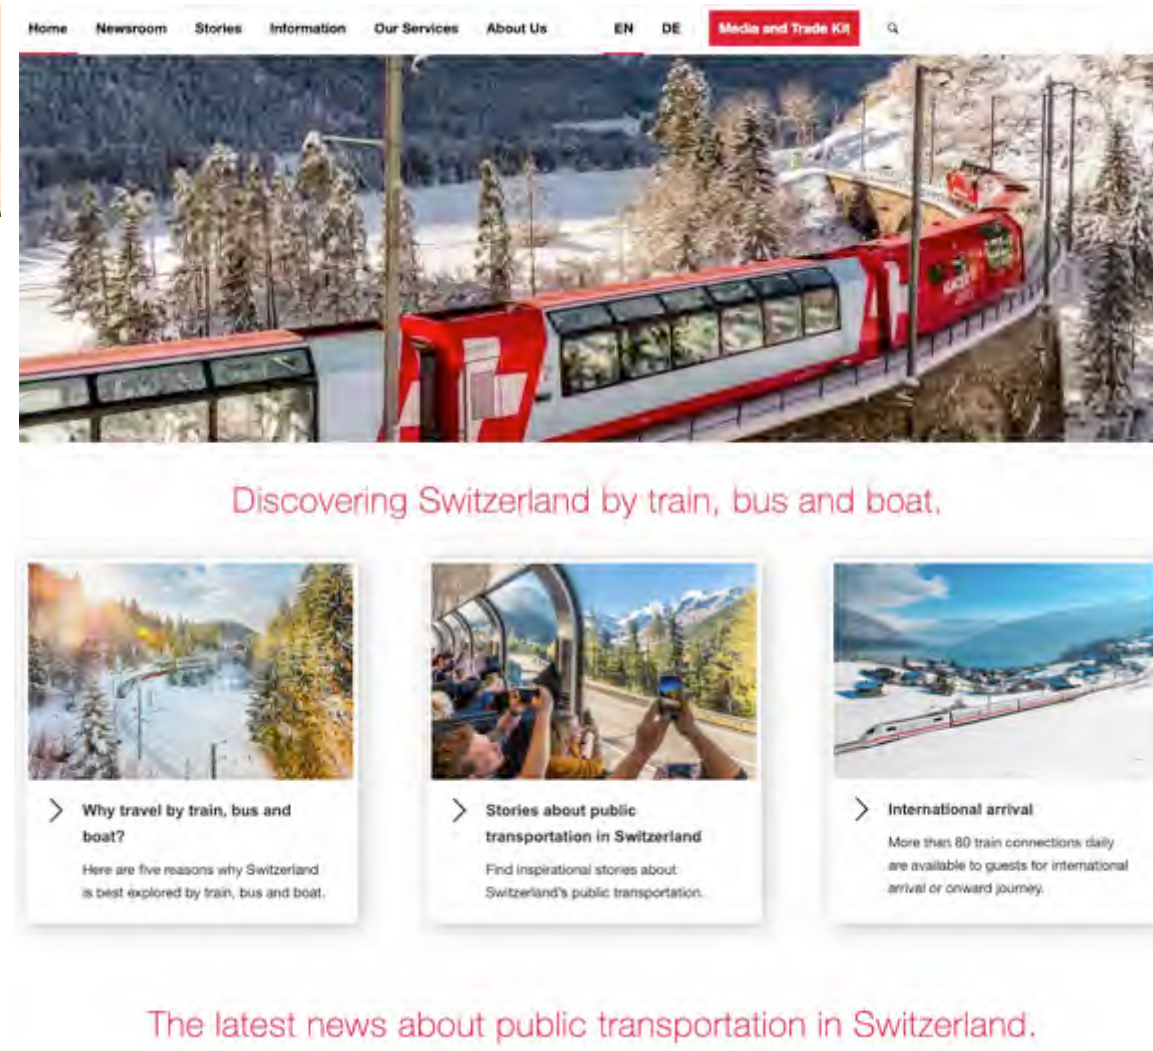 Home Newsroom Stories Information Our Services About Us EN DE Media and Trade Kit
Discovering Switzerland by train, bus and boat.
Why travel by train, bus and
boat?
Here are five reasons why Switzerland
is best explored by train, bus and boat.
Stories about public
transportation in Switzerland
Find inspirational stories about
Switzerland's public transportation.
International arrival
More than 80 train connections daily
are available to guests for international
arrival or onward journey.
The latest news about public transportation in Switzerland.